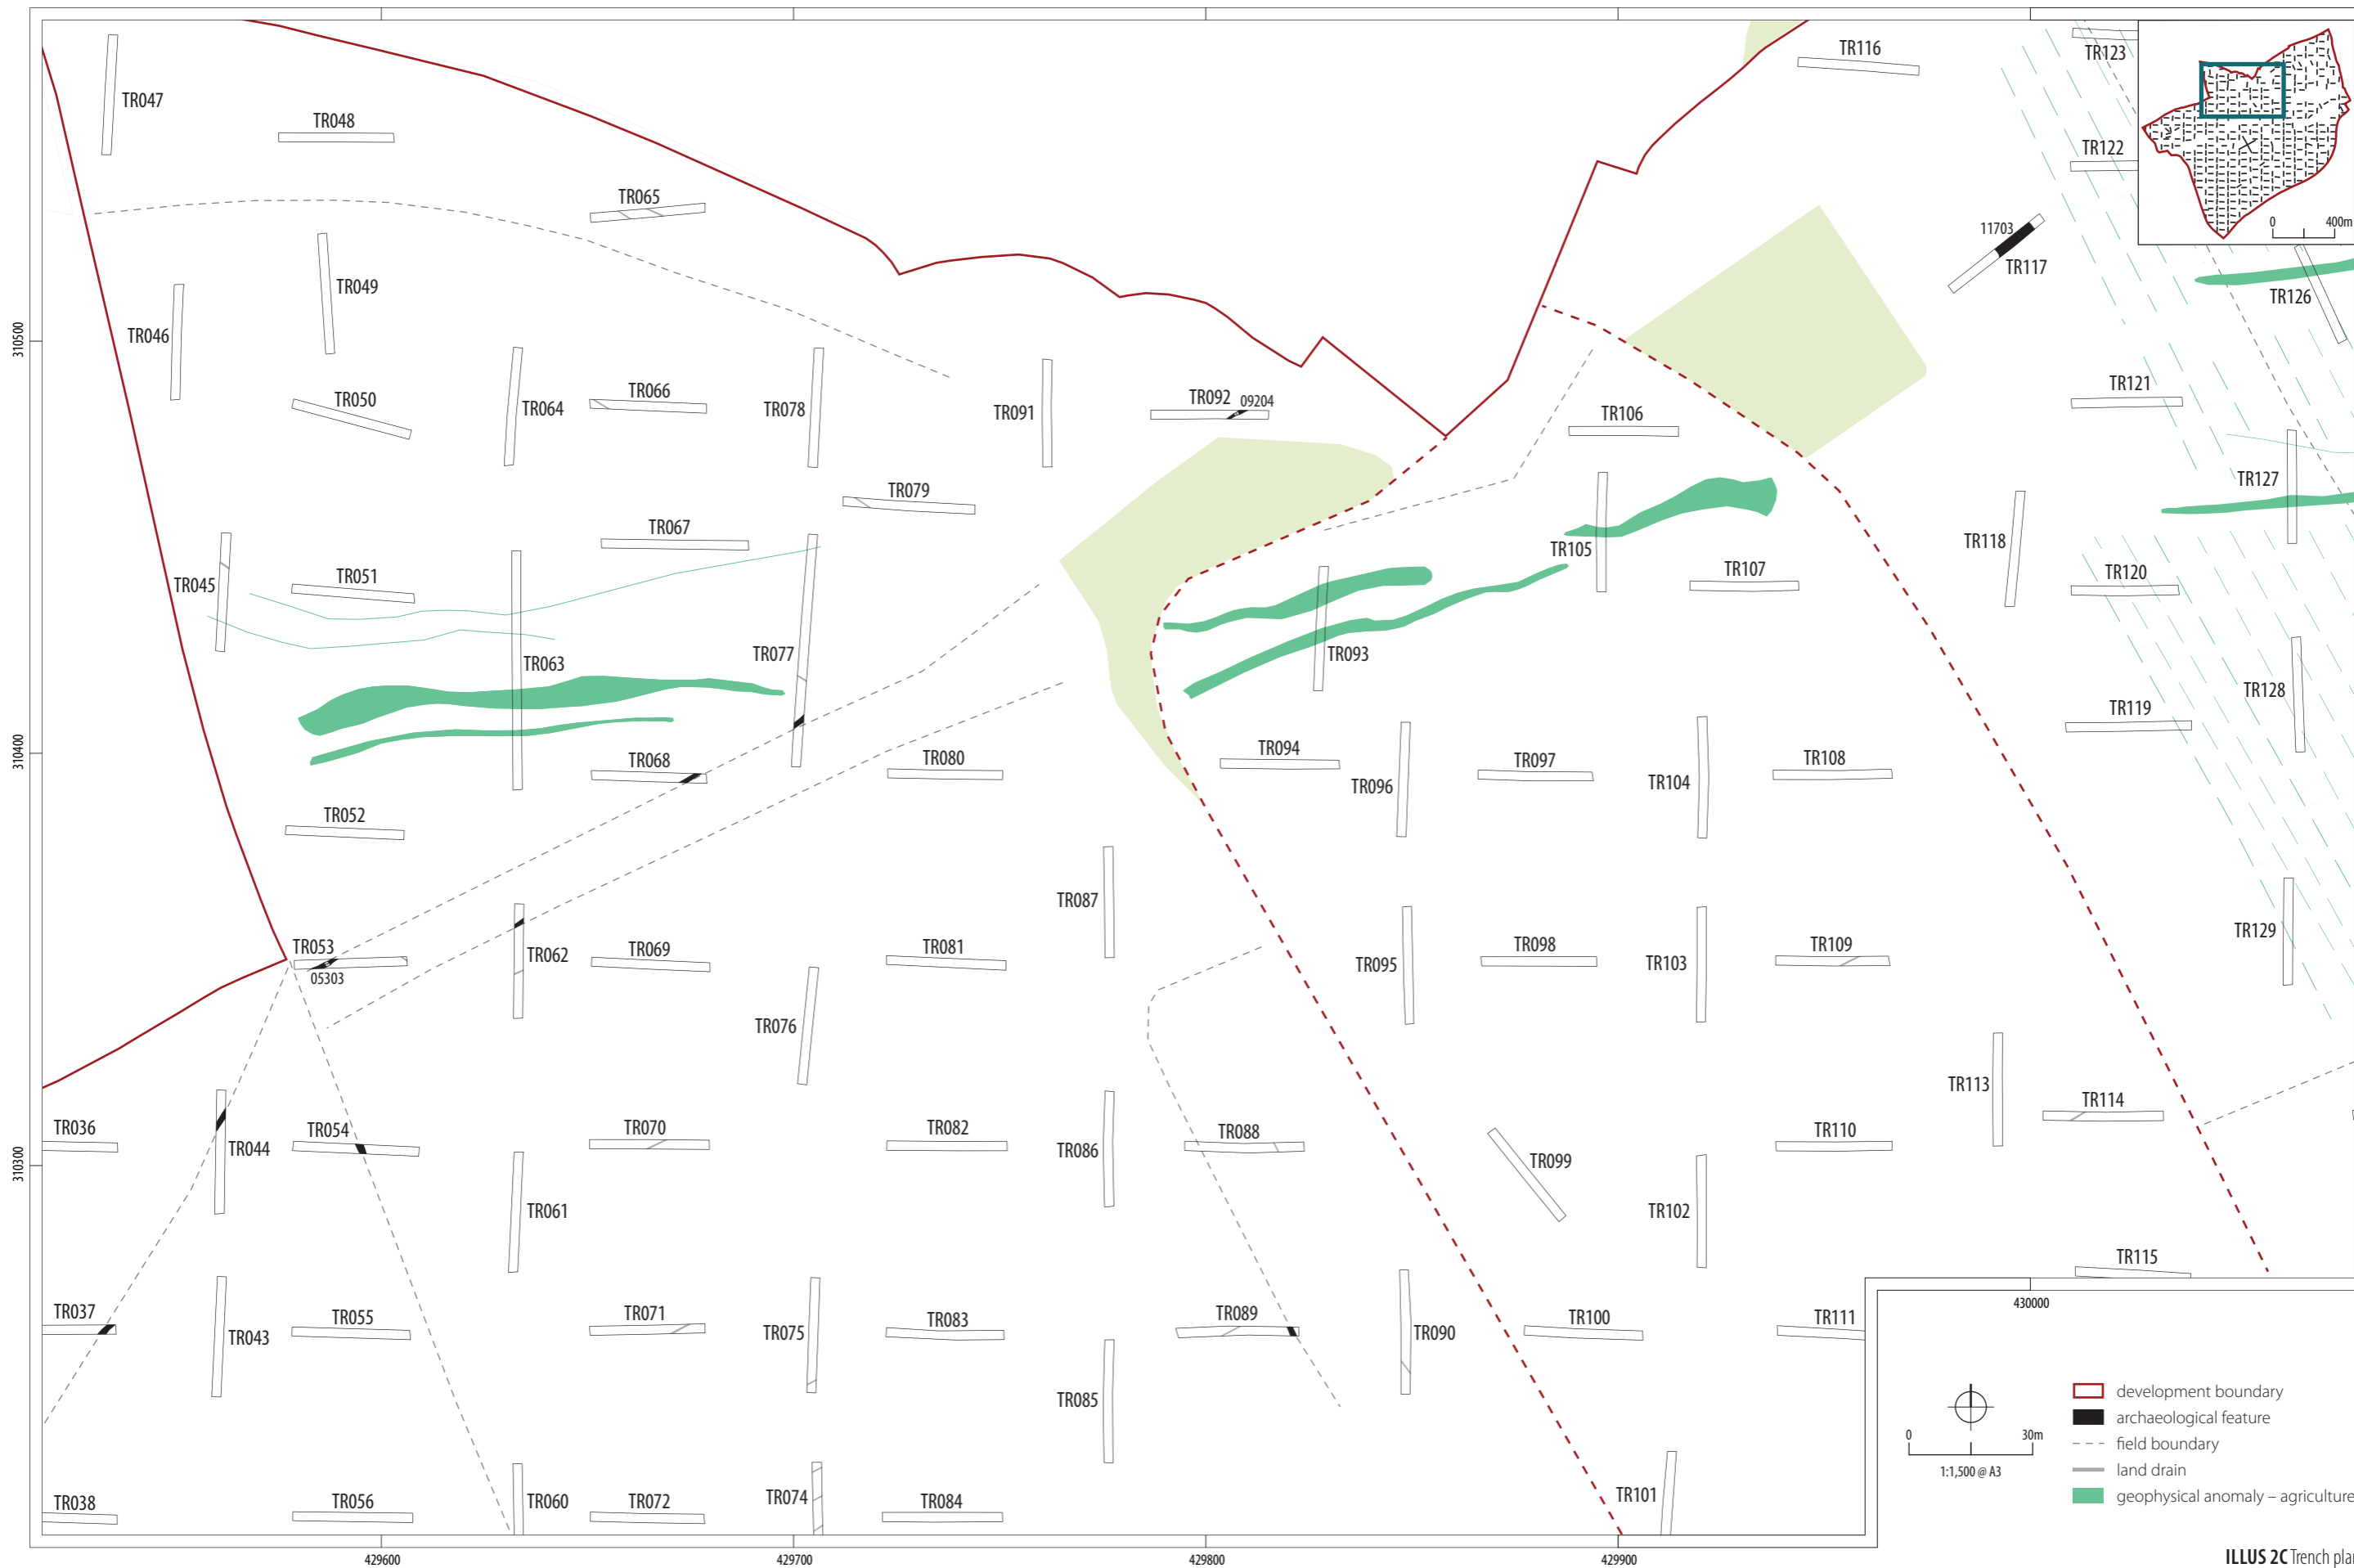 TR047
TR048
TR116
TR123
TR122
0
400m
TR065
11703
TR117
TR126
TR049
TR046
310500
TR050
TR064
TR066
TR078
TR091
TR092
09204
TR106
TR121
TR079
TR127
TR067
TR118
TR045
TR051
TR105
TR107
TR120
TR063
TR077
TR093
TR128
TR119
310400
TR068
TR080
TR094
TR096
TR097
TR104
TR108
TR052
TR087
TR129
TR053
05303
TR062
TR069
TR081
TR095
TR098
TR103
TR109
TR076
TR113
TR114
TR036
TR044
TR054
TR070
TR082
TR086
TR088
TR110
310300
TR099
TR061
TR102
TR115
TR037
TR043
TR055
TR071
TR075
TR083
TR089
TR090
TR100
TR111
430000
TR085
development boundary
archaeological feature
0
30m
field boundary
1:1,500 @ A3
land drain
TR038
TR056
TR060
TR072
TR074
TR084
TR101
geophysical anomaly – agriculture
429600
429700
429800
429900
ILLUS 2C Trench plan